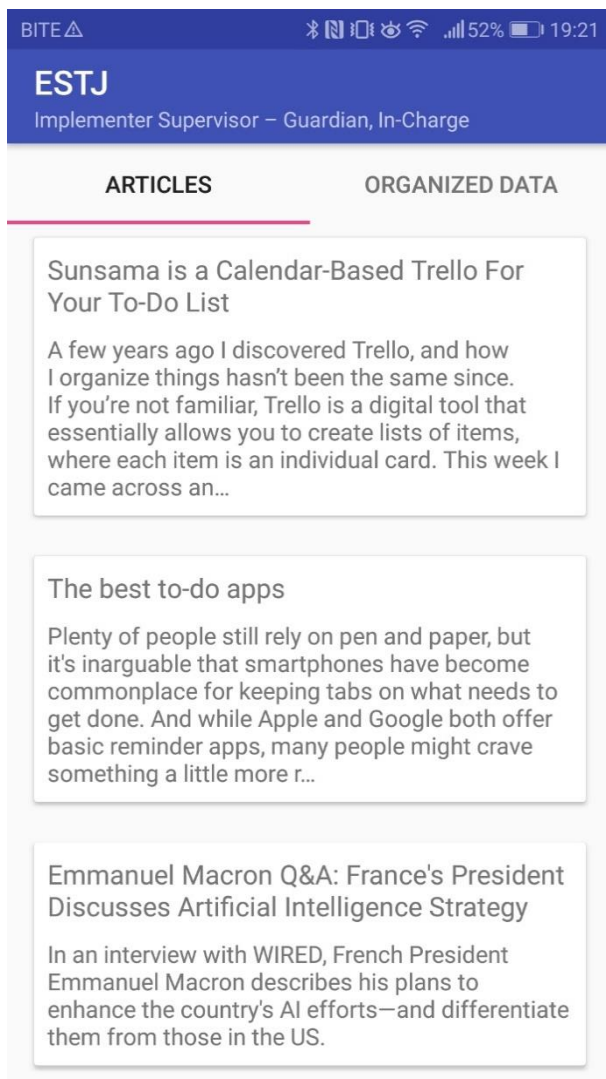 BITE 52% 19:21
ESTJ
Implementer Supervisor – Guardian, In-Charge
ARTICLES ORGANIZED DATA
Sunsama is a Calendar-Based Trello For
Your To-Do List
A few years ago I discovered Trello, and how
I organize things hasn’t been the same since.
If you’re not familiar, Trello is a digital tool that
essentially allows you to create lists of items,
where each item is an individual card. This week I
came across an…
The best to-do apps
Plenty of people still rely on pen and paper, but
it's inarguable that smartphones have become
commonplace for keeping tabs on what needs to
get done. And while Apple and Google both offer
basic reminder apps, many people might crave
something a little more r…
Emmanuel Macron Q&A: France's President
Discusses Artificial Intelligence Strategy
In an interview with WIRED, French President
Emmanuel Macron describes his plans to
enhance the country's AI efforts—and differentiate
them from those in the US.